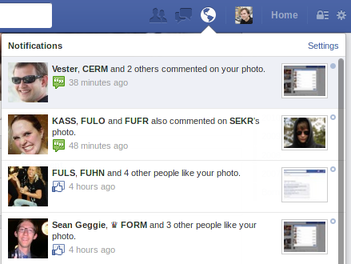 Home
Notifications
Settings
Vester, CERM and 2 others commented on your photo.
38 minutes ago
KASS, FULO and FUFR also commented on SEKR's
photo.
48 minutes ago
FULS, FUHN and 4 other people like your photo.
4 hours ago
Sean Geggie, ♛ FORM and 3 other people like your
photo.
4 hours ago